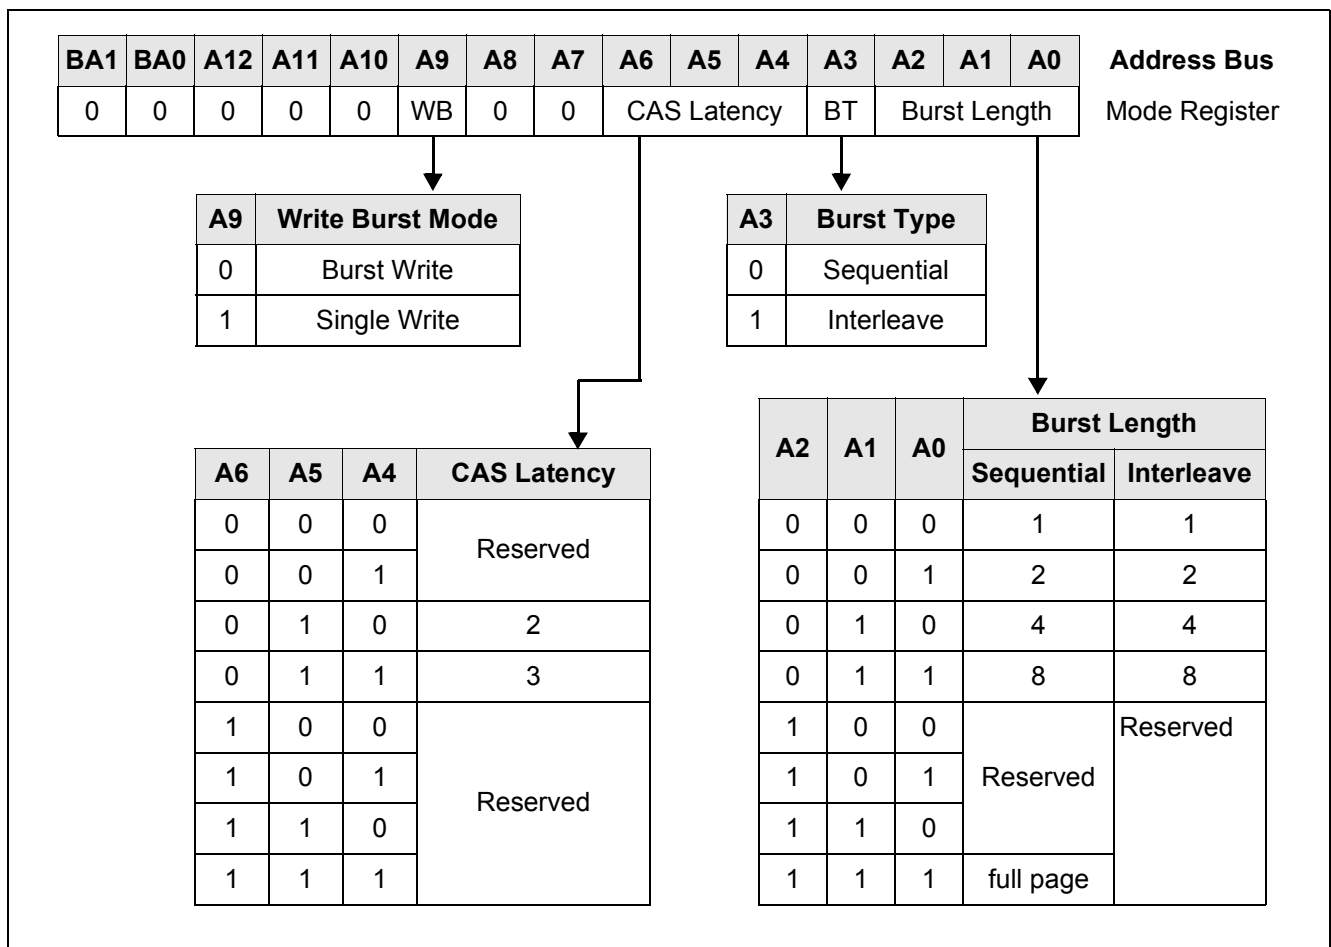 BA1 BA0 A12 A11 A10 A9 A8 A7 A6 A5 A4 A3 A2 A1 A0 Address Bus
0 0 0 0 0 WB 0 0 CAS Latency BT Burst Length Mode Register
A9 Write Burst Mode
0 Burst Write
1 Single Write
A3 Burst Type
0 Sequential
1 Interleave
A6 A5 A4 CAS Latency
0 0 0 Reserved
0 0 1
0 1 0 2
0 1 1 3
1 0 0 Reserved
1 0 1
1 1 0
1 1 1
A2 A1 A0 Burst Length
Sequential Interleave
0 0 0 1 1
0 0 1 2 2
0 1 0 4 4
0 1 1 8 8
1 0 0 Reserved
1 0 1 Reserved
1 1 0
1 1 1 full page